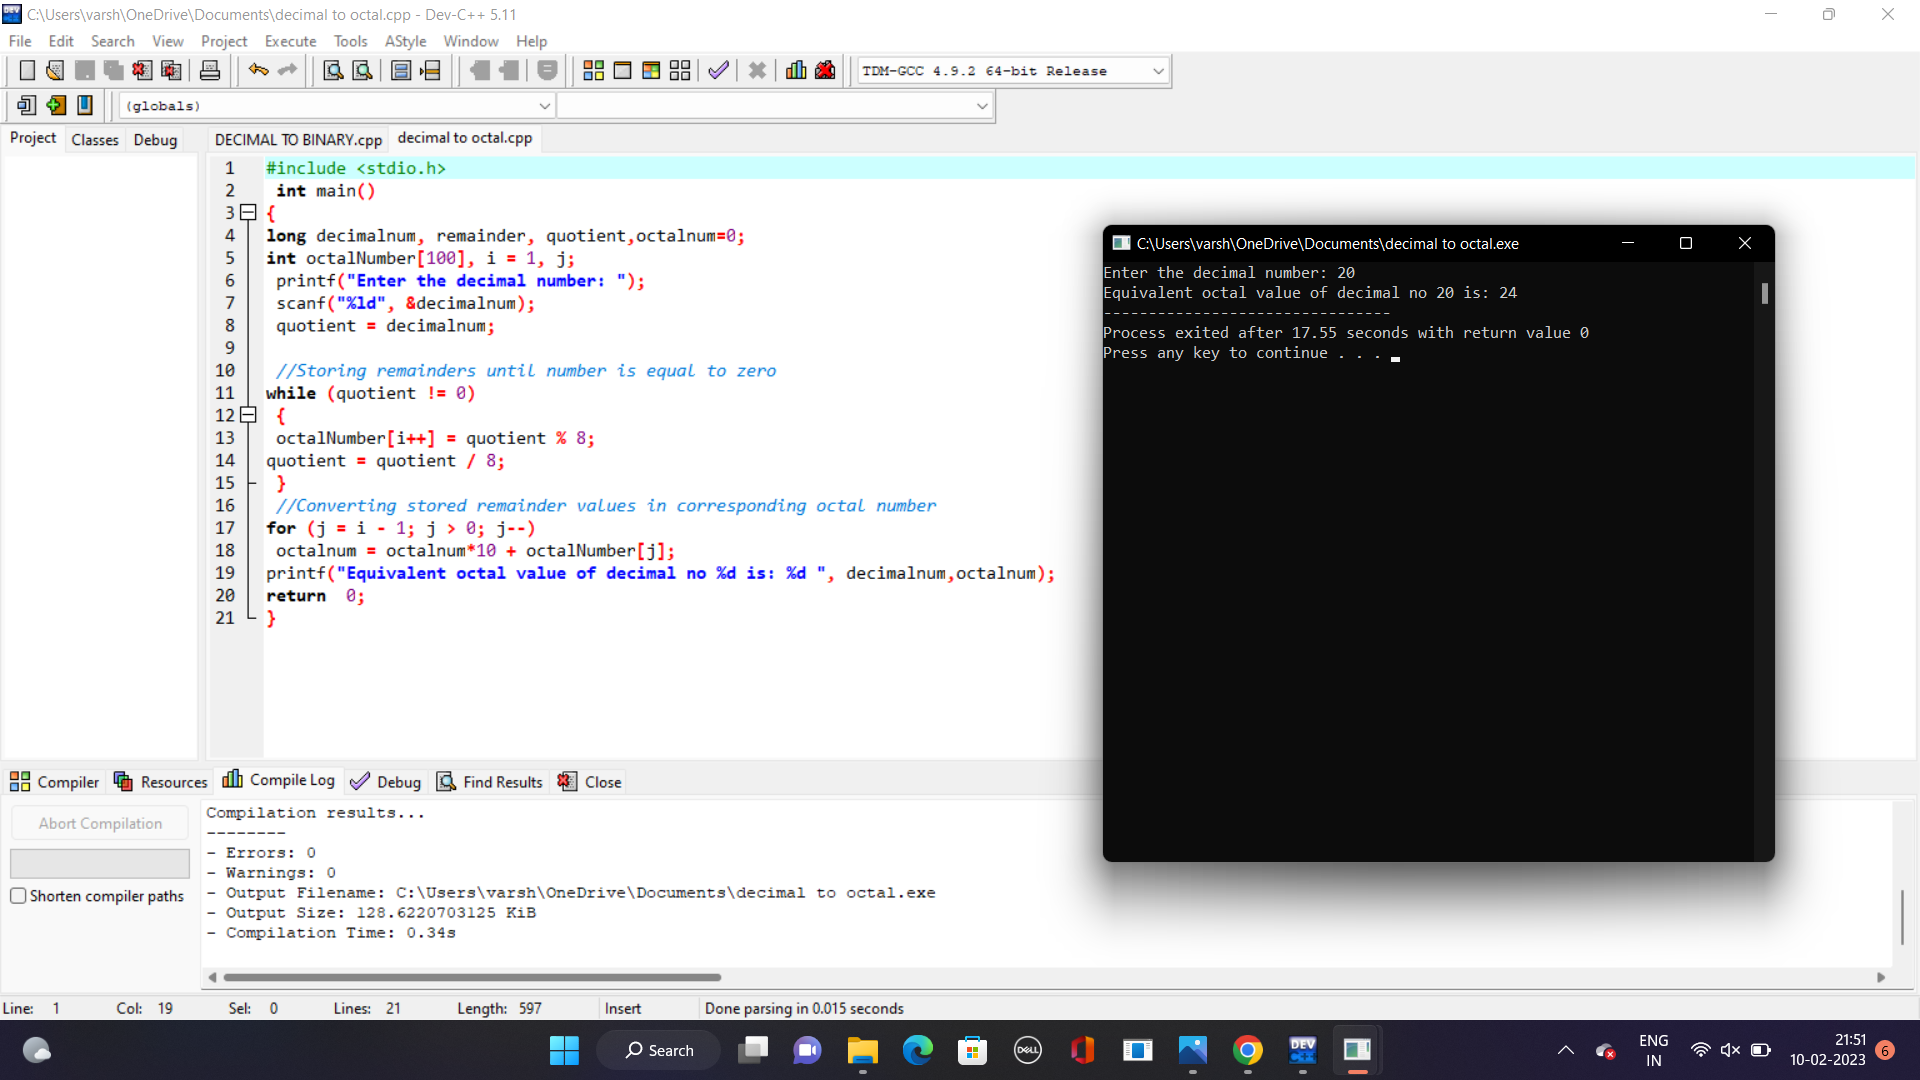 C:\Users\varsh\OneDrive\Documents\decimal to octal.cpp - Dev-C++ 5.11
File Edit Search View Project Execute Tools AStyle Window Help
TDM-GCC 4.9.2 64-bit Release
(globals)
Project Classes Debug DECIMAL TO BINARY.cpp decimal to octal.cpp
1 #include <stdio.h>
2 int main()
3 {
4 long decimalnum, remainder, quotient,octalnum=0;
5 int octalNumber[100], i = 1, j;
6 printf("Enter the decimal number: ");
7 scanf("%ld", &decimalnum);
8 quotient = decimalnum;
9
10 //Storing remainders until number is equal to zero
11 while (quotient != 0)
12 {
13 octalNumber[i++] = quotient % 8;
14 quotient = quotient / 8;
15 }
16 //Converting stored remainder values in corresponding octal number
17 for (j = i - 1; j > 0; j--)
18 octalnum = octalnum*10 + octalNumber[j];
19 printf("Equivalent octal value of decimal no %d is: %d ", decimalnum,octalnum);
20 return 0;
21 }
C:\Users\varsh\OneDrive\Documents\decimal to octal.exe
Enter the decimal number: 20
Equivalent octal value of decimal no 20 is: 24
--------------------------------
Process exited after 17.55 seconds with return value 0
Press any key to continue . . .
Compiler Resources Compile Log Debug Find Results Close
Abort Compilation
Shorten compiler paths
Compilation results...
--------
- Errors: 0
- Warnings: 0
- Output Filename: C:\Users\varsh\OneDrive\Documents\decimal to octal.exe
- Output Size: 128.6220703125 KiB
- Compilation Time: 0.34s
Line: 1 Col: 19 Sel: 0 Lines: 21 Length: 597 Insert Done parsing in 0.015 seconds
Search
DELL
DEV C++
ENG
IN
21:51
10-02-2023
6